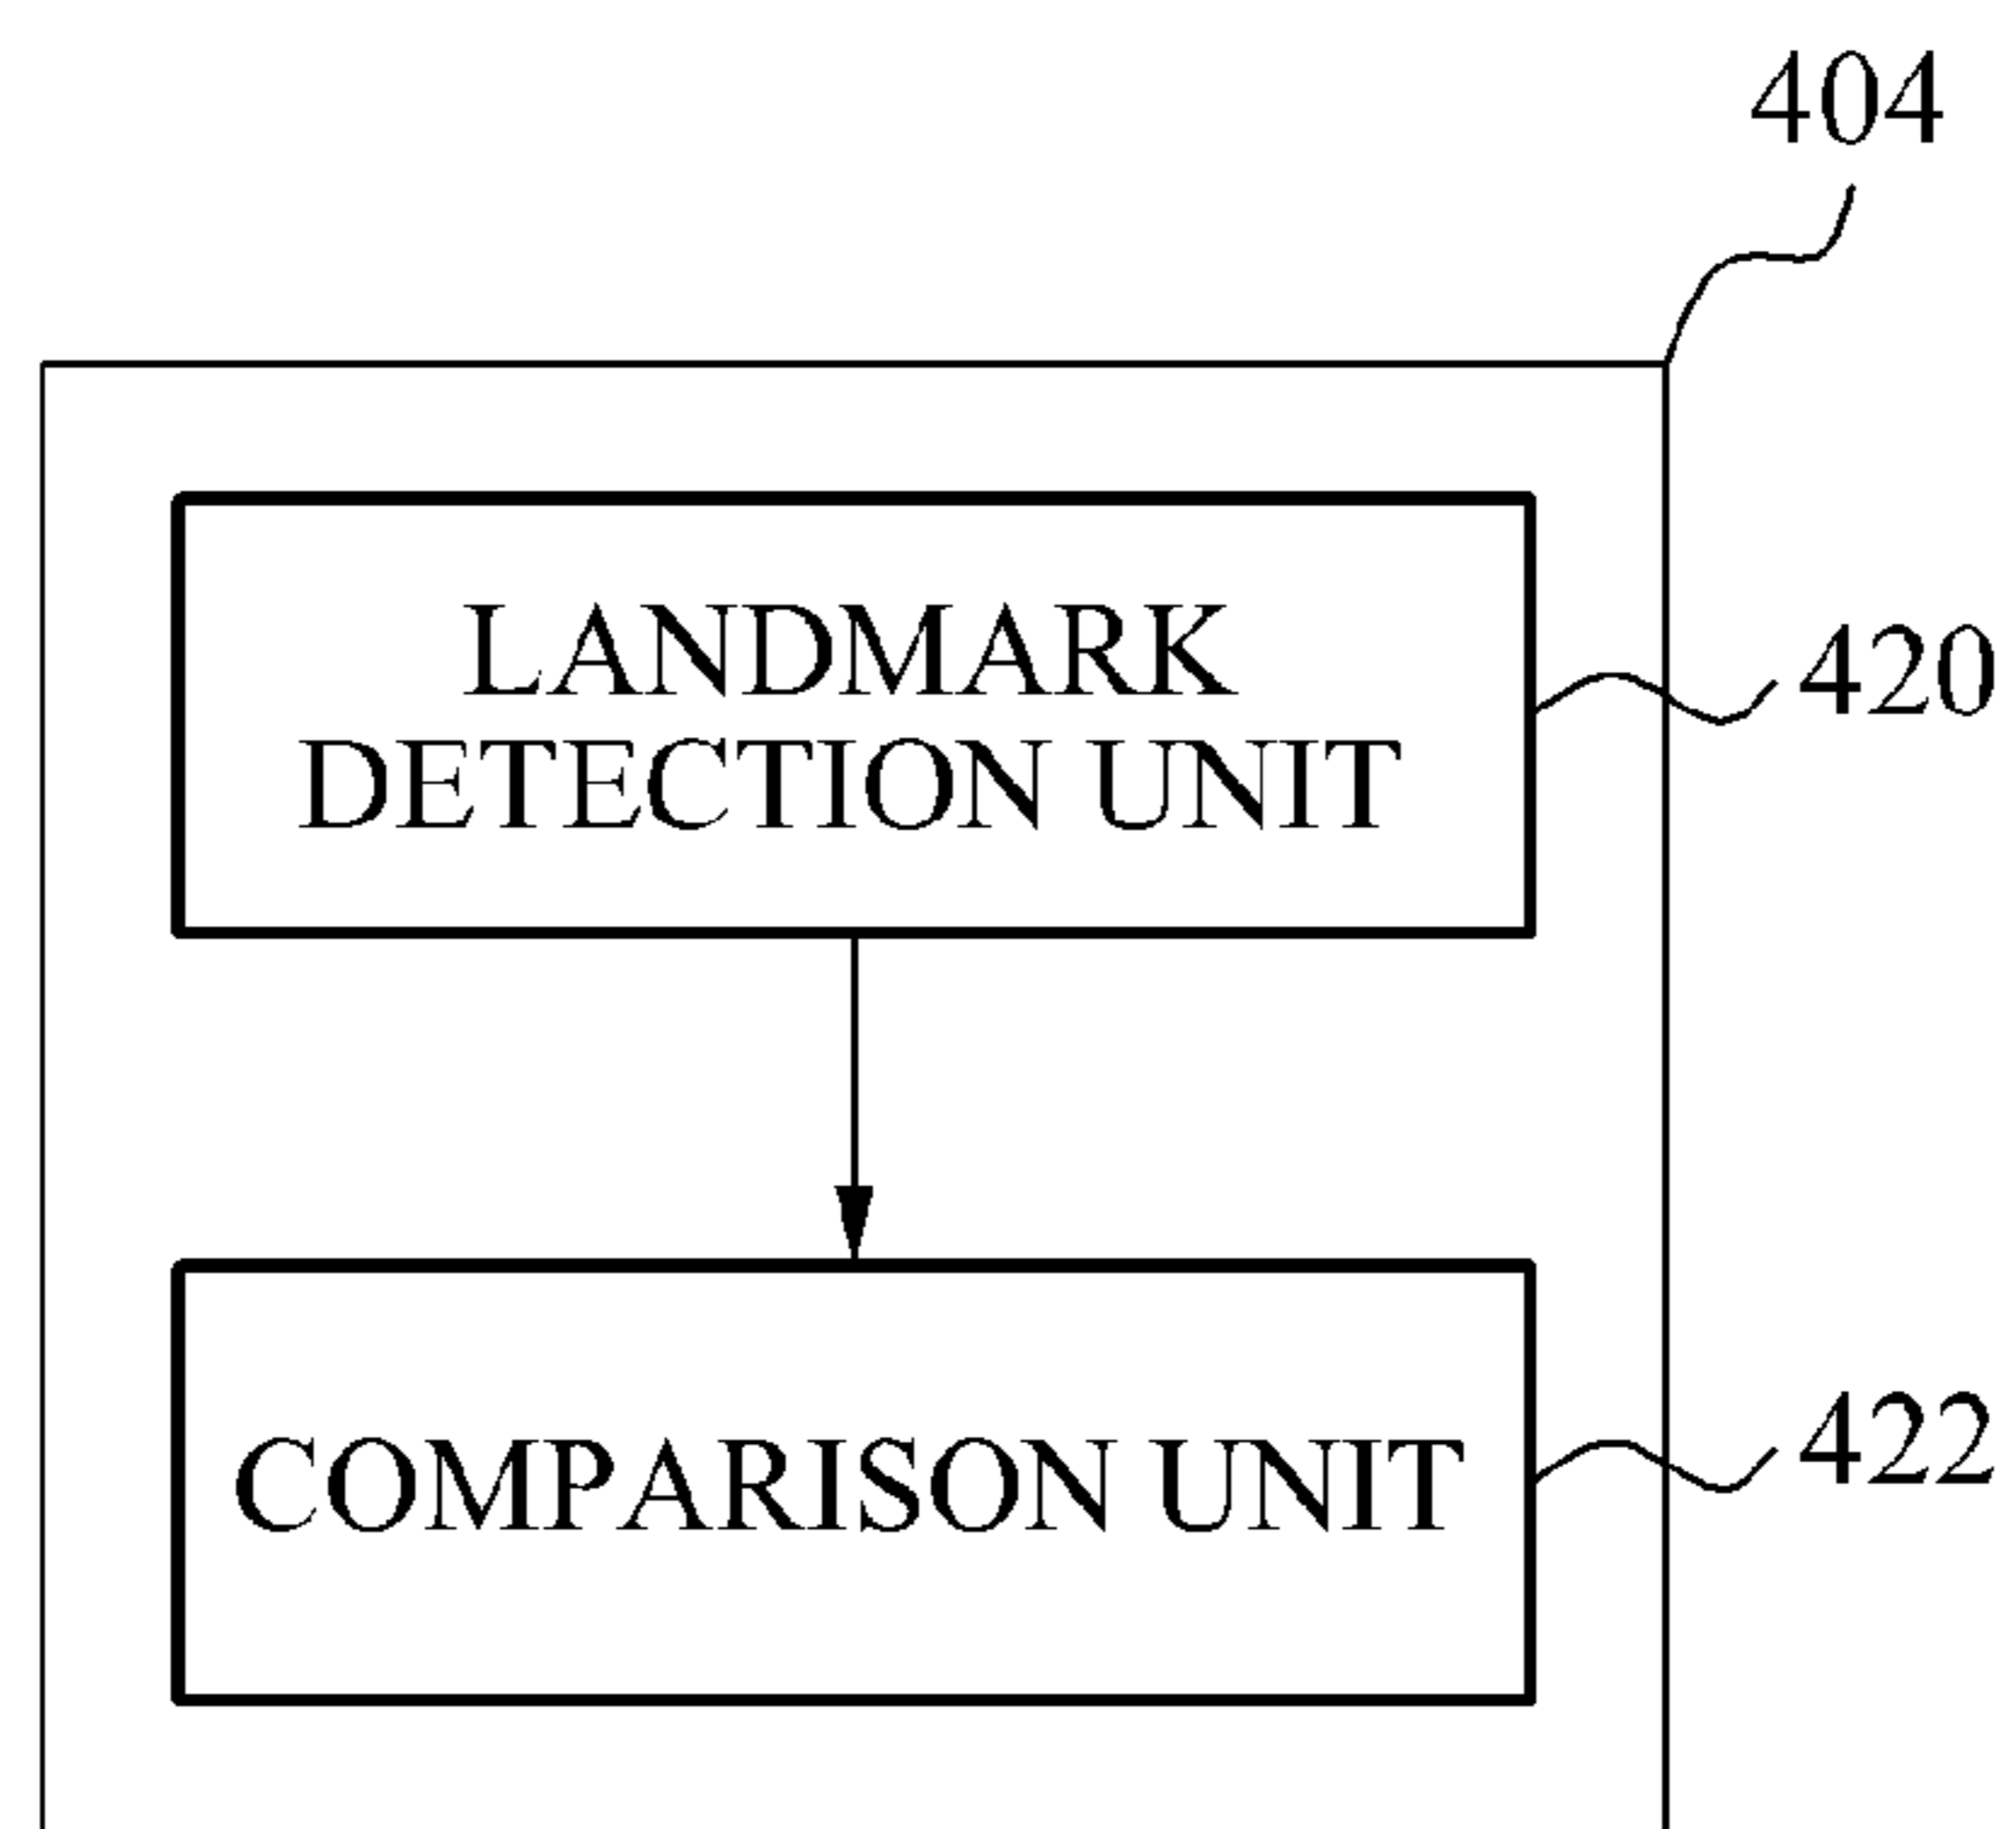 404
LANDMARK
DETECTION UNIT
420
COMPARISON UNIT
422